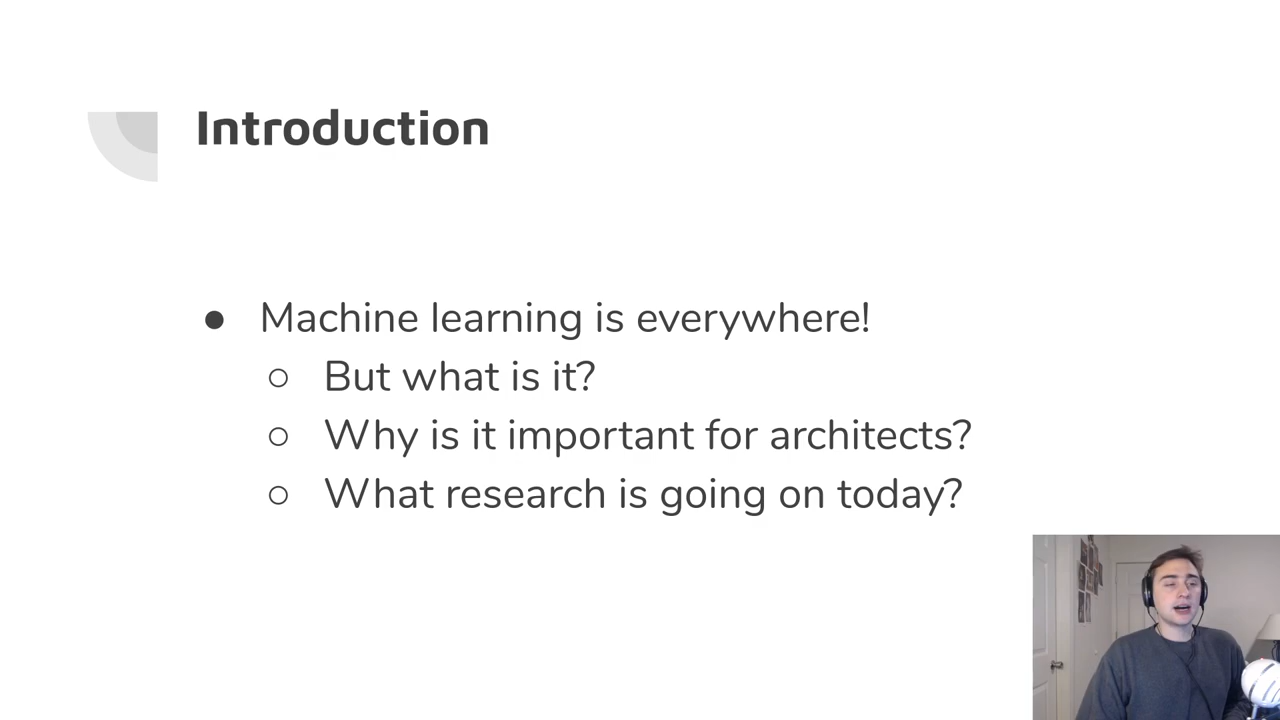 Introduction
● Machine learning is everywhere!
○ But what is it?
○ Why is it important for architects?
○ What research is going on today?